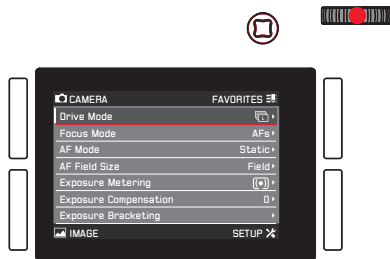 CAMERA FAVORITES
Drive Mode
Focus Mode AFs
AF Mode Static
AF Field Size Field
Exposure Metering
Exposure Compensation 0
Exposure Bracketing
IMAGE SETUP